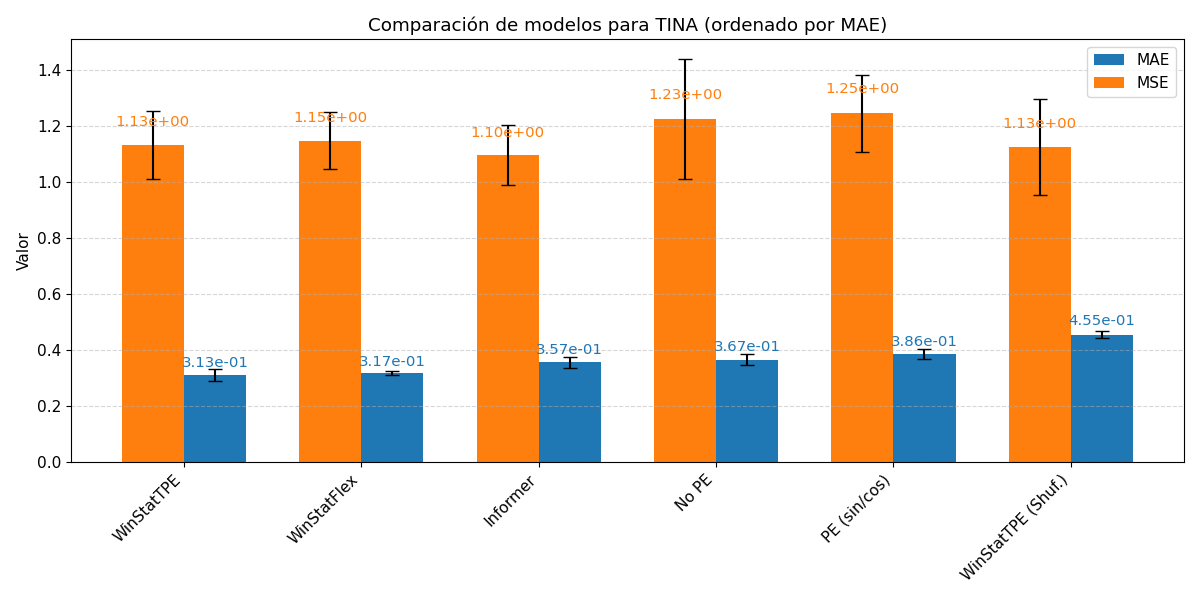 Comparación de modelos para TINA (ordenado por MAE)
MAE
MSE
Valor
1.4
1.2
1.0
0.8
0.6
0.4
0.2
0.0
1.13e+00
3.13e-01
1.15e+00
3.17e-01
1.10e+00
3.57e-01
1.23e+00
3.67e-01
1.25e+00
3.86e-01
1.13e+00
4.55e-01
WinStatTPE
WinStatFlex
Informer
No PE
PE (sin/cos)
WinStatTPE (Shuf.)